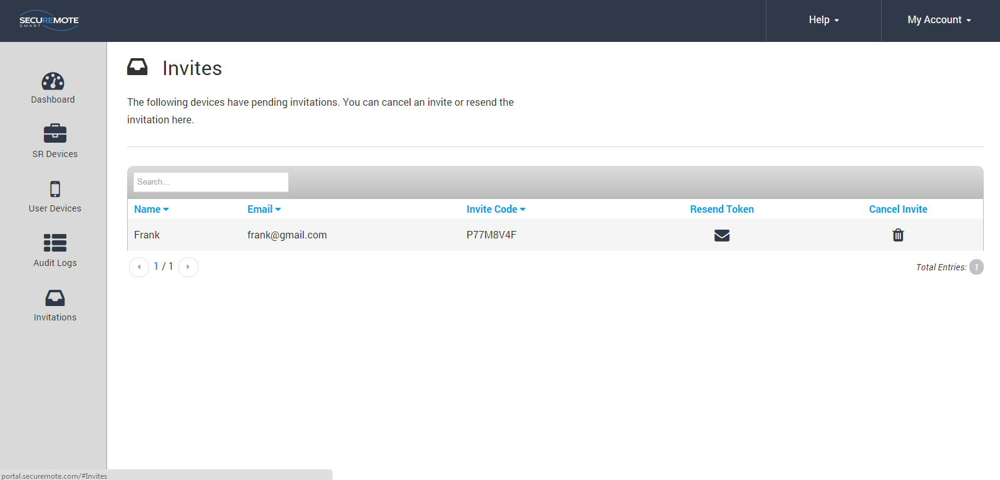 SECUREMOTE
SMART
Help
My Account
Dashboard
SR Devices
User Devices
Audit Logs
Invitations
Invites
The following devices have pending invitations. You can cancel an invite or resend the
invitation here.
Search...
Name Email Invite Code Resend Token Cancel Invite
Frank frank@gmail.com P77M8V4F
1 / 1
Total Entries: 1
portal.securemote.com/#Invites